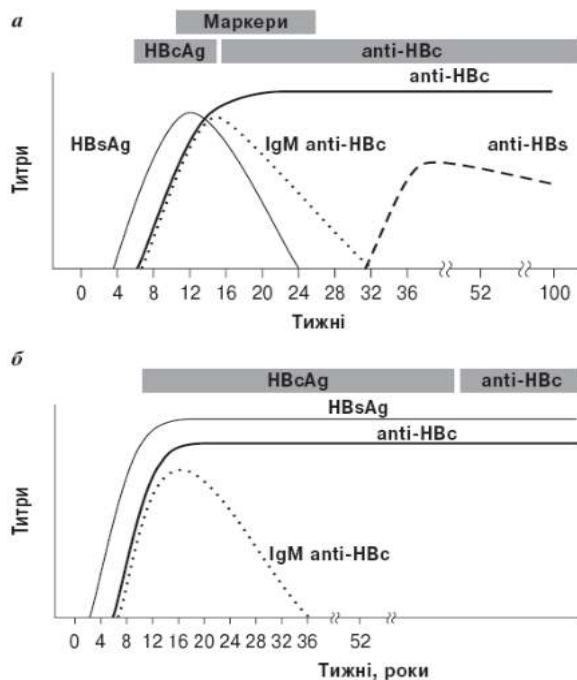 а
Маркери
HBcAg anti-HBc
anti-HBc
HBsAg IgM anti-HBc anti-HBs
Титри
0 4 8 12 15 20 24 28 32 36 52 100
Тижні
б
HBcAg anti-HBc
HBsAg
anti-HBc
IgM anti-HBc
Титри
0 4 8 12 16 20 24 28 32 36 52
Тижні, роки